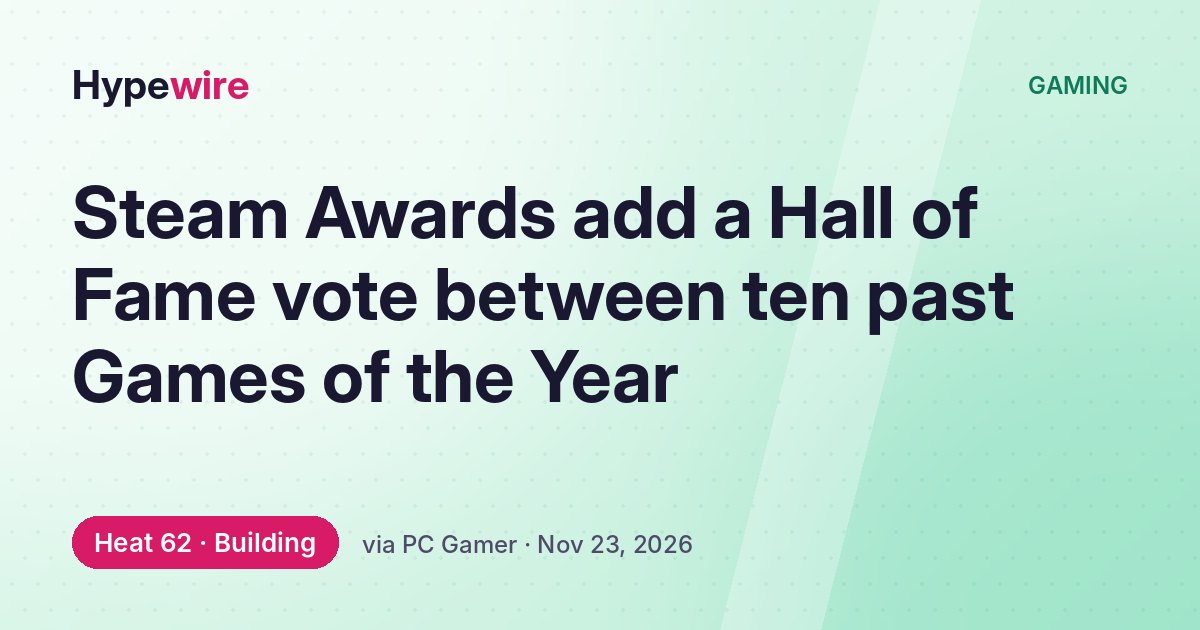 Hypewire
GAMING
Steam Awards add a Hall of
Fame vote between ten past
Games of the Year
Heat 62 · Building
via PC Gamer · Nov 23, 2026